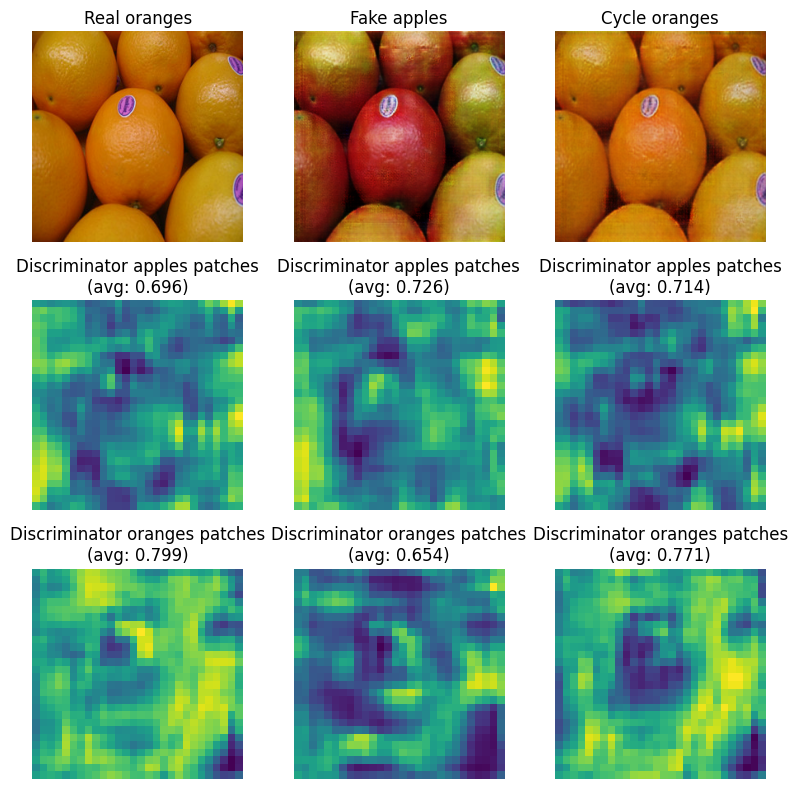 Real oranges
Fake apples
Cycle oranges
Discriminator apples patches
(avg: 0.696)
Discriminator apples patches
(avg: 0.726)
Discriminator apples patches
(avg: 0.714)
Discriminator oranges patches
(avg: 0.799)
Discriminator oranges patches
(avg: 0.654)
Discriminator oranges patches
(avg: 0.771)